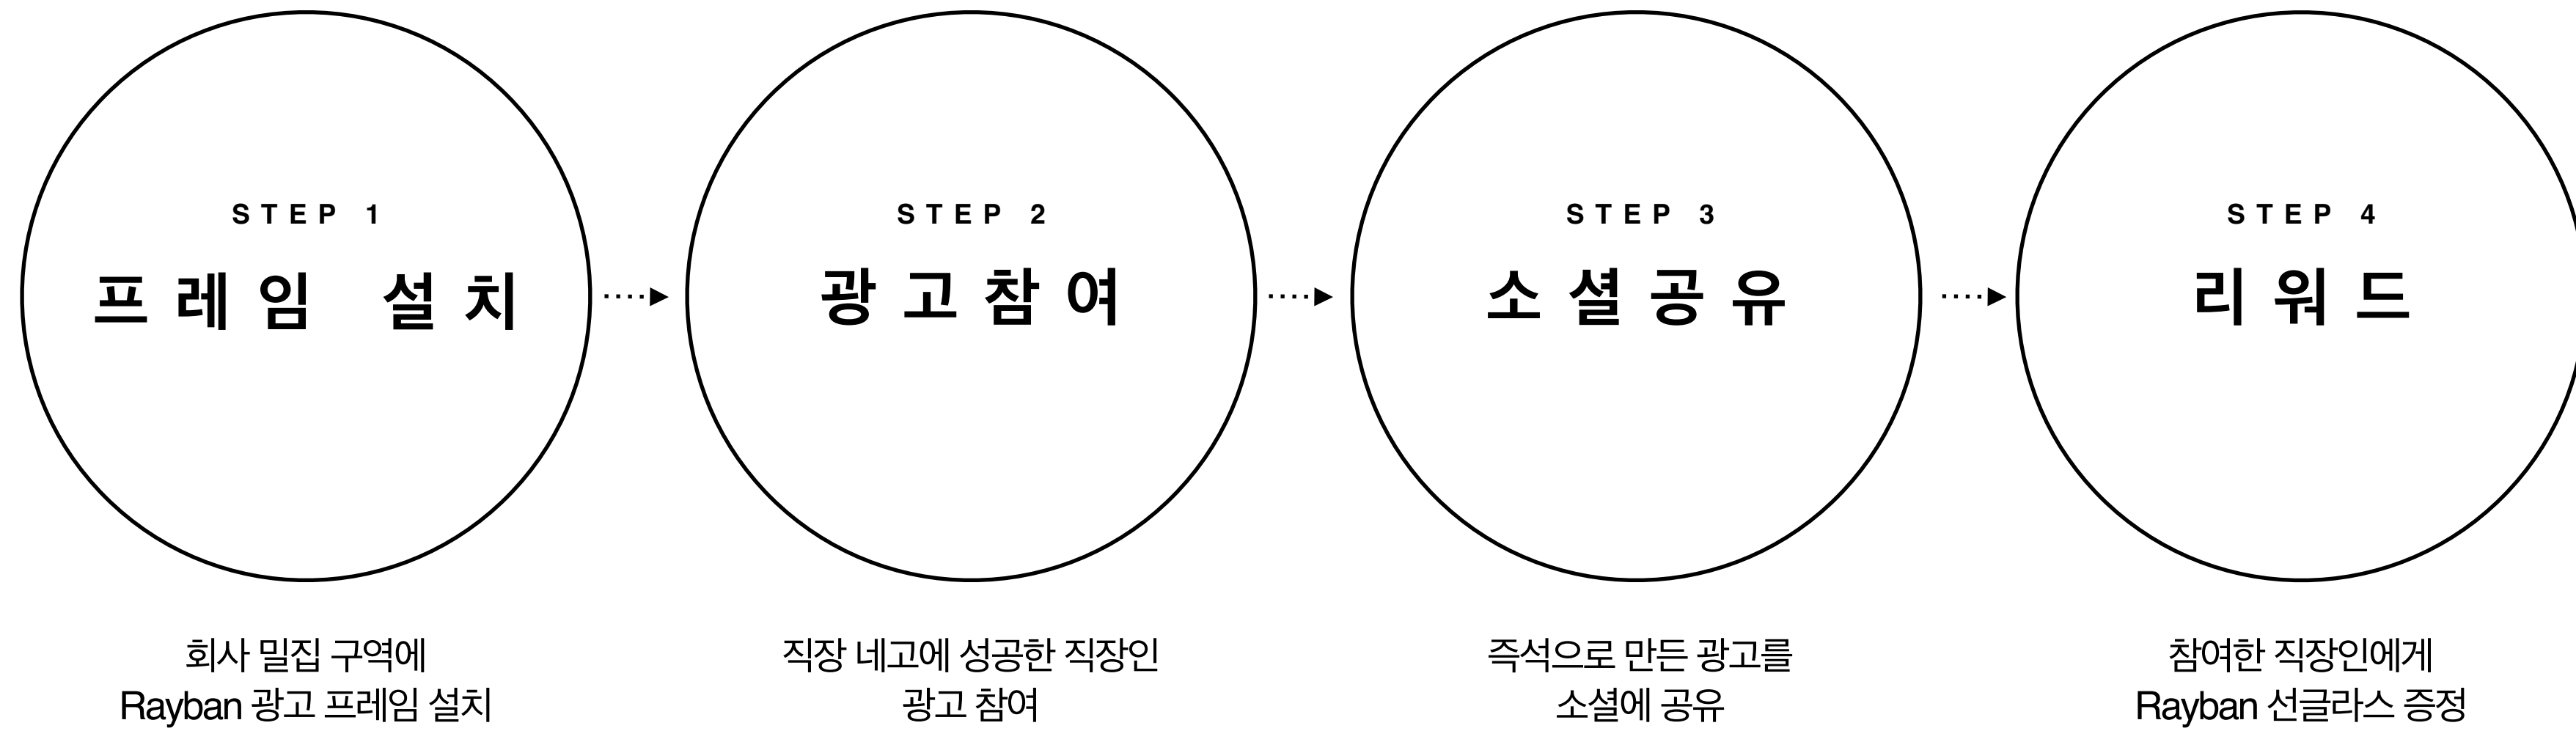 STEP 1
프레임 설치
회사 밀집 구역에
Rayban 광고 프레임 설치
STEP 2
광고참여
직장 네고에 성공한 직장인
광고 참여
STEP 3
소셜공유
즉석으로 만든 광고를
소셜에 공유
STEP 4
리워드
참여한 직장인에게
Rayban 선글라스 증정